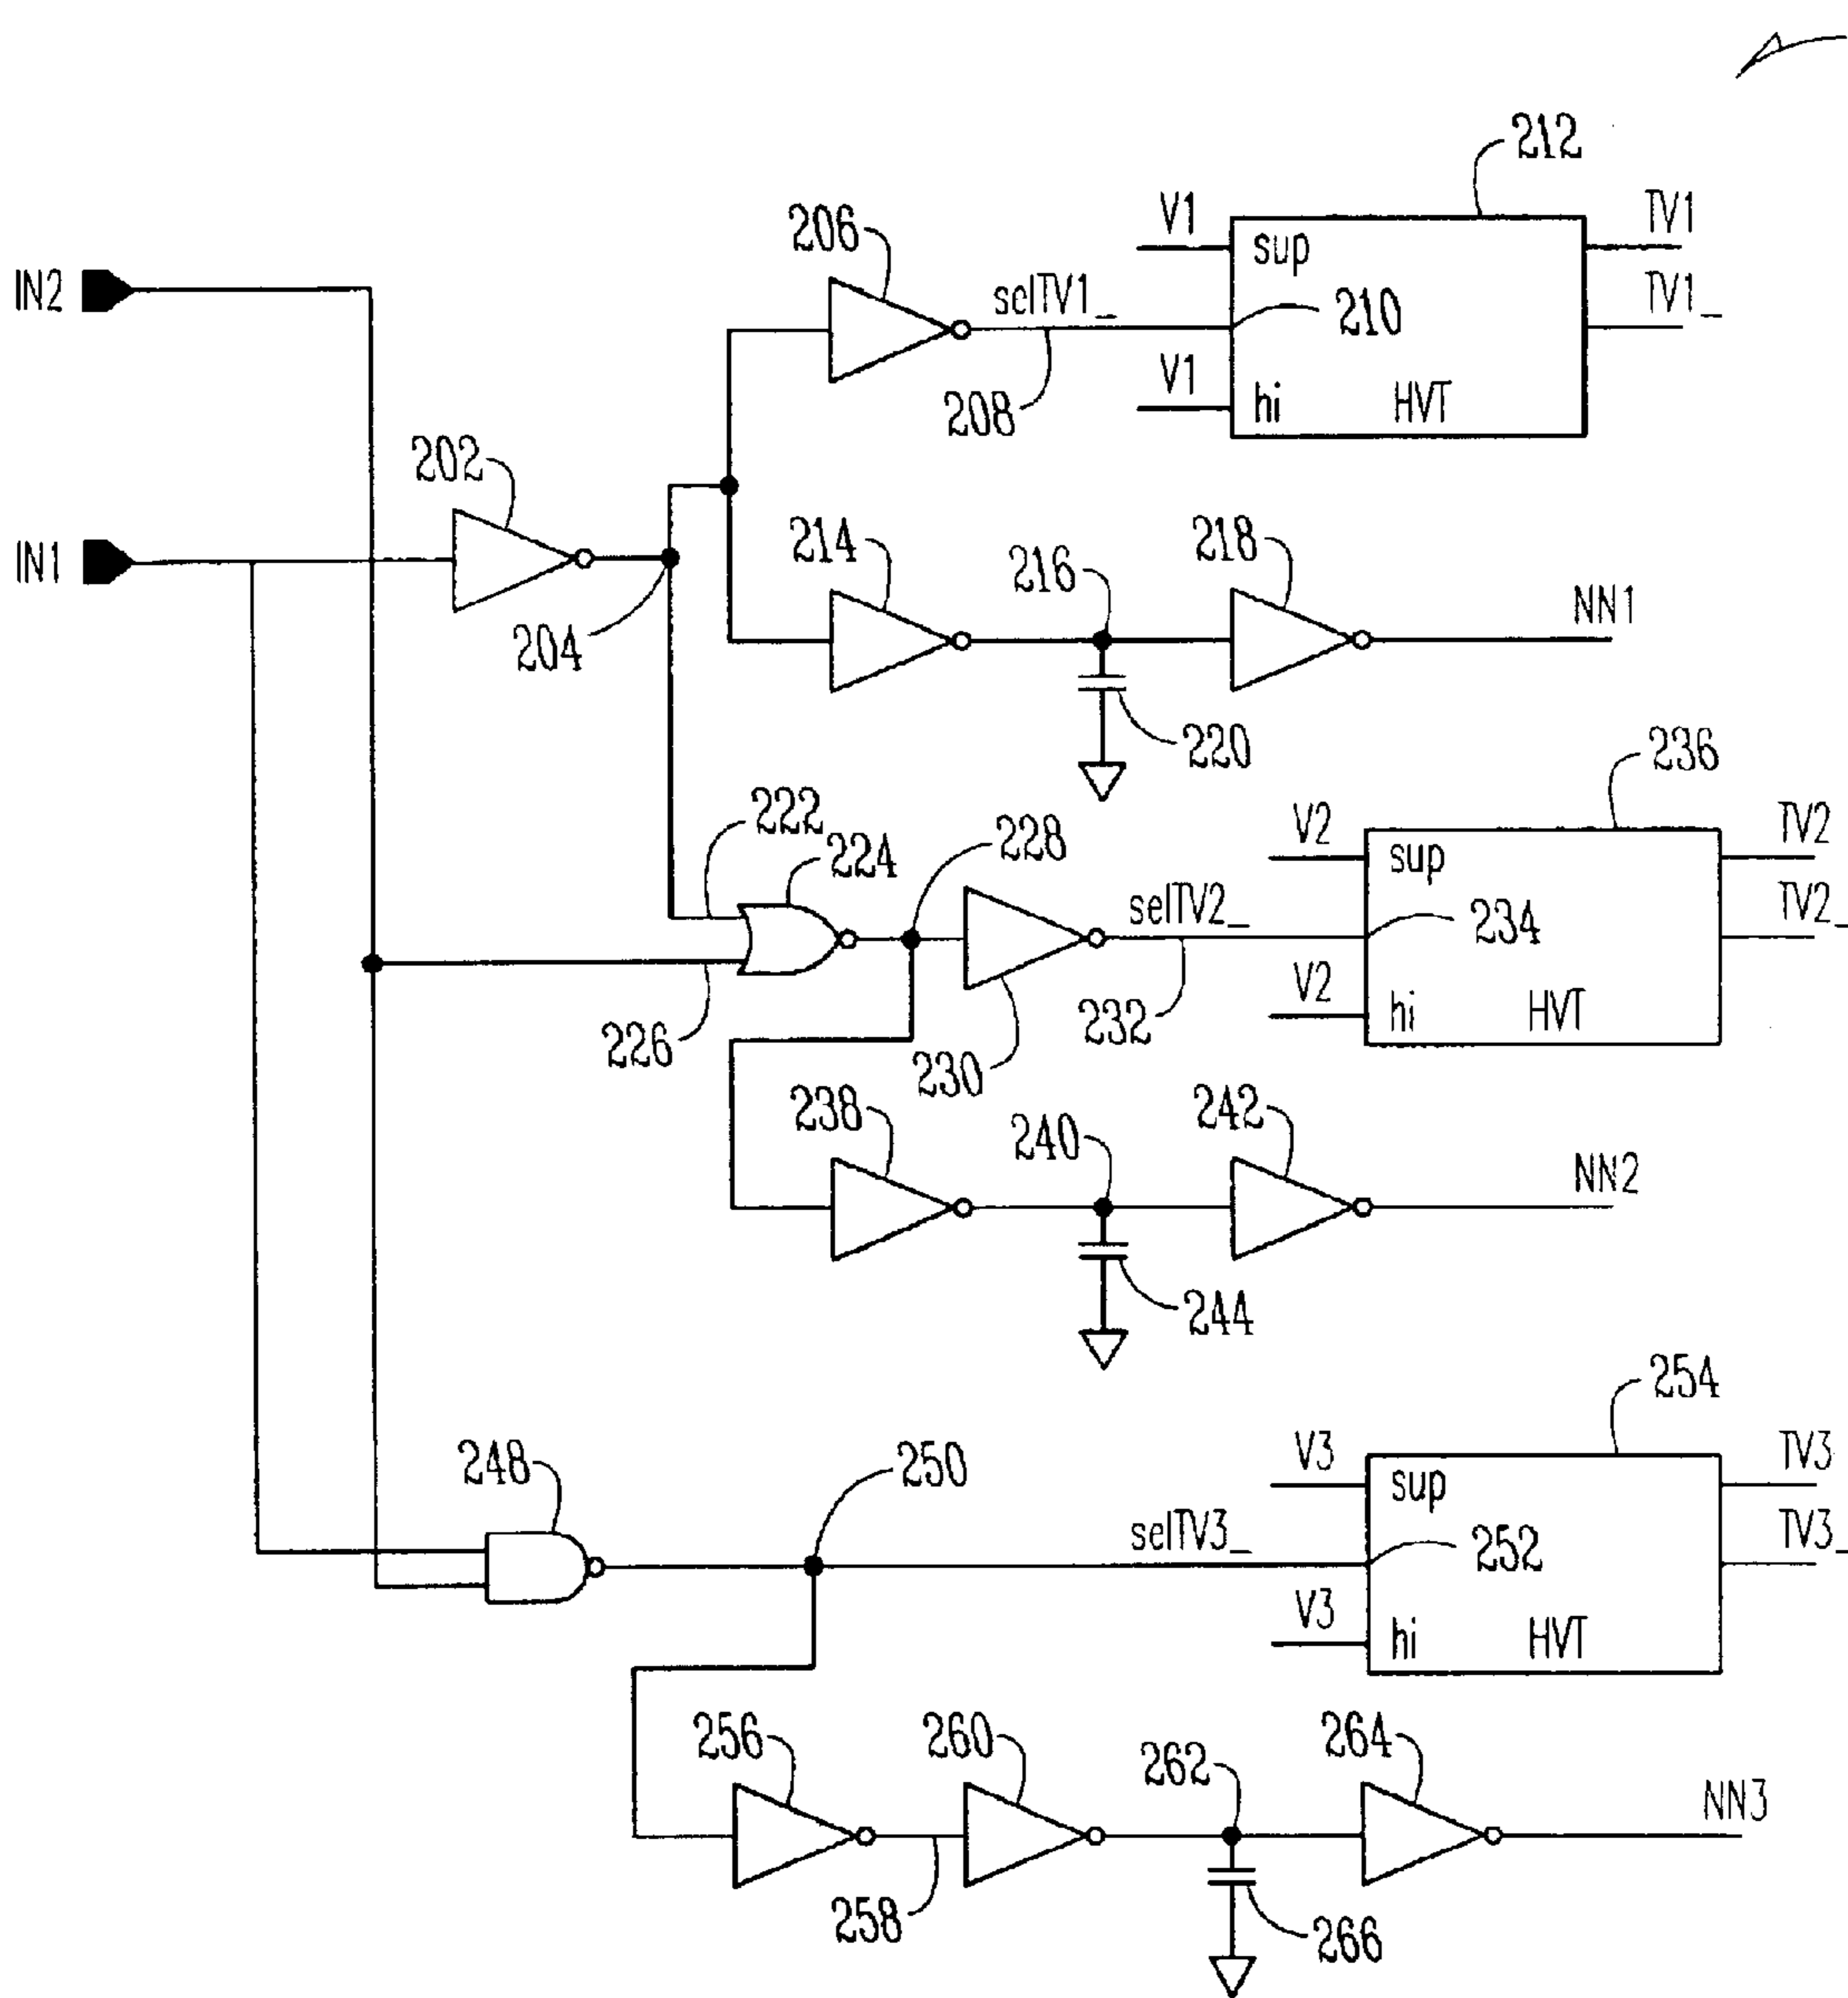 212
V1
TV1
206
sup
TV1_
IN2
selTV1_
210
V1
208
hi
HVT
202
214
216
218
IN1
NN1
204
220
236
222
V2
TV2
224
228
sup
selTV2_
TV2_
234
V2
226
232
hi
HVT
230
238
240
242
NN2
244
254
248
250
V3
TV3
sup
selTV3_
TV3_
252
V3
hi
HVT
256
260
262
264
NN3
258
266